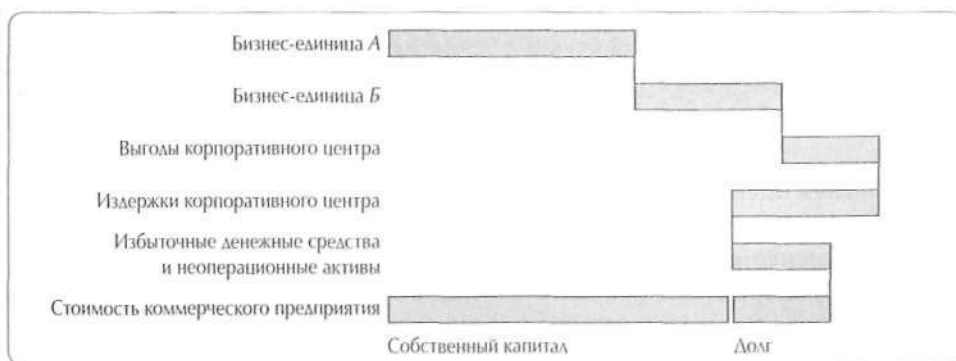 Бизнес-единица А
Бизнес-единица Б
Выгоды корпоративного центра
Издержки корпоративного центра
Избыточные денежные средства
и неоперационные активы
Стоимость коммерческого предприятия
Собственный капитал
Долг